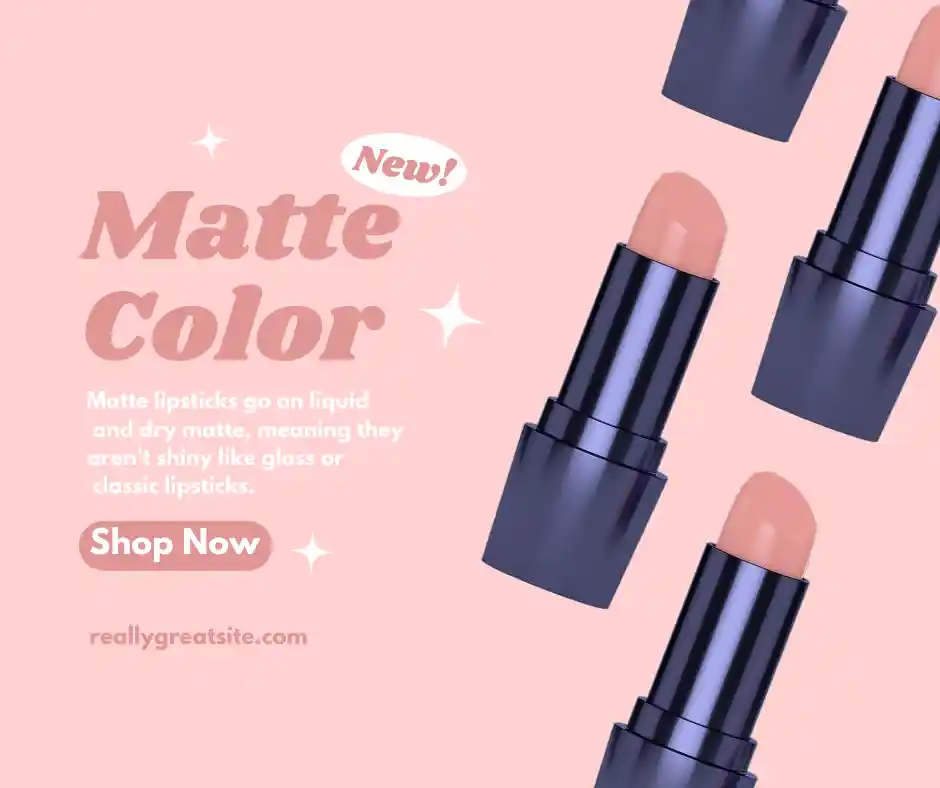 New!
Matte
Color
Matte lipsticks go on liquid
and dry matte, meaning they
aren't shiny like gloss or
classic lipsticks.
Shop Now
reallygreatsite.com